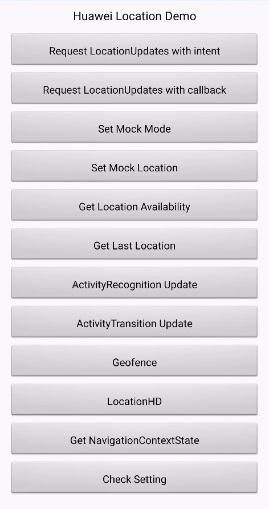 Huawei Location Demo
Request LocationUpdates with intent
Request LocationUpdates with callback
Set Mock Mode
Set Mock Location
Get Location Availability
Get Last Location
ActivityRecognition Update
ActivityTransition Update
Geofence
LocationHD
Get NavigationContextState
Check Setting